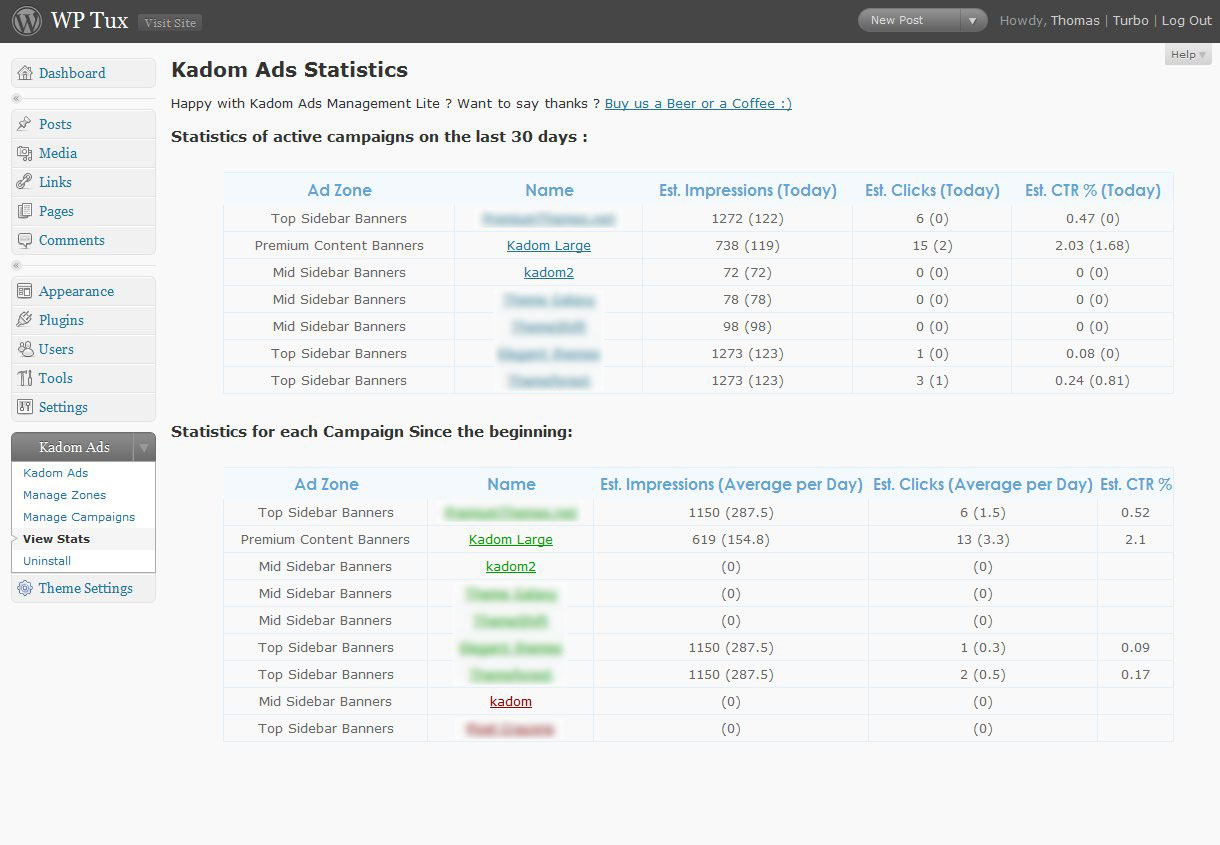 WP Tux Visit Site New Post Howdy, Thomas | Turbo | Log Out
Help
Dashboard
Posts
Media
Links
Pages
Comments
Appearance
Plugins
Users
Tools
Settings
Kadom Ads
Kadom Ads
Manage Zones
Manage Campaigns
View Stats
Uninstall
Theme Settings
Kadom Ads Statistics
Happy with Kadom Ads Management Lite ? Want to say thanks ? Buy us a Beer or a Coffee :)
Statistics of active campaigns on the last 30 days :
Ad Zone Name Est. Impressions (Today) Est. Clicks (Today) Est. CTR % (Today)
Top Sidebar Banners 1272 (122) 6 (0) 0.47 (0)
Premium Content Banners Kadom Large 738 (119) 15 (2) 2.03 (1.68)
Mid Sidebar Banners kadom2 72 (72) 0 (0) 0 (0)
Mid Sidebar Banners 78 (78) 0 (0) 0 (0)
Mid Sidebar Banners 98 (98) 0 (0) 0 (0)
Top Sidebar Banners 1273 (123) 1 (0) 0.08 (0)
Top Sidebar Banners 1273 (123) 3 (1) 0.24 (0.81)
Statistics for each Campaign Since the beginning:
Ad Zone Name Est. Impressions (Average per Day) Est. Clicks (Average per Day) Est. CTR %
Top Sidebar Banners 1150 (287.5) 6 (1.5) 0.52
Premium Content Banners Kadom Large 619 (154.8) 13 (3.3) 2.1
Mid Sidebar Banners kadom2 (0) (0)
Mid Sidebar Banners (0) (0)
Mid Sidebar Banners (0) (0)
Top Sidebar Banners 1150 (287.5) 1 (0.3) 0.09
Top Sidebar Banners 1150 (287.5) 2 (0.5) 0.17
Mid Sidebar Banners kadom (0) (0)
Top Sidebar Banners (0) (0)